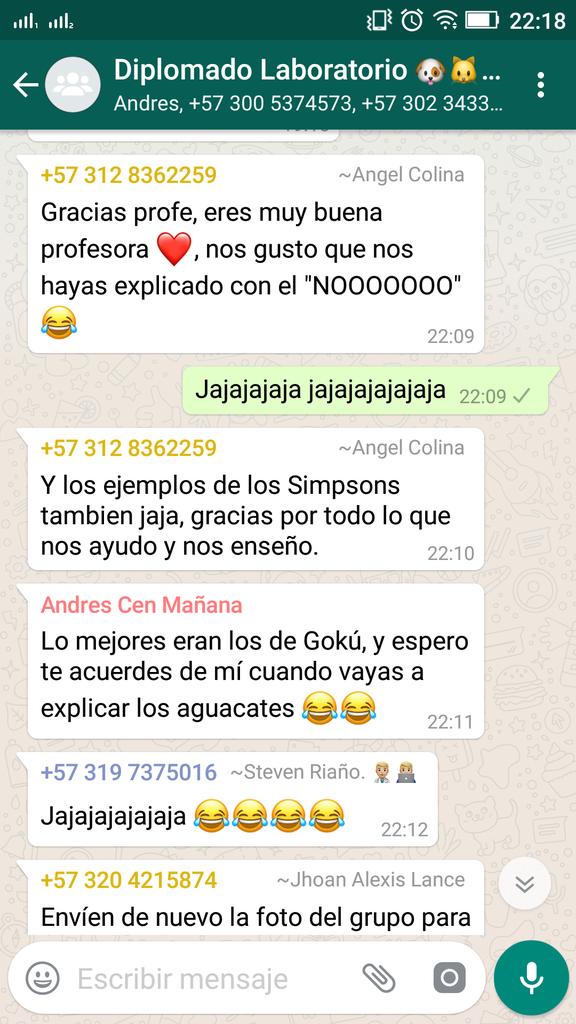 22:18
Diplomado Laboratorio 🐶🐱...
Andres, +57 300 5374573, +57 302 3433...
+57 312 8362259 ~Angel Colina
Gracias profe, eres muy buena
profesora ❤️, nos gusto que nos
hayas explicado con el "NOOOOOOO"
😂
22:09
Jajajajaja jajajajajajaja 22:09
+57 312 8362259 ~Angel Colina
Y los ejemplos de los Simpsons
tambien jaja, gracias por todo lo que
nos ayudo y nos enseño.
22:10
Andres Cen Mañana
Lo mejores eran los de Gokú, y espero
te acuerdes de mí cuando vayas a
explicar los aguacates 😂😂
22:11
+57 319 7375016 ~Steven Riaño. 👨🏼‍⚕️👨🏼‍💻
Jajajajajajaja 😂😂😂😂
22:12
+57 320 4215874 ~Jhoan Alexis Lance
Envíen de nuevo la foto del grupo para
Escribir mensaje